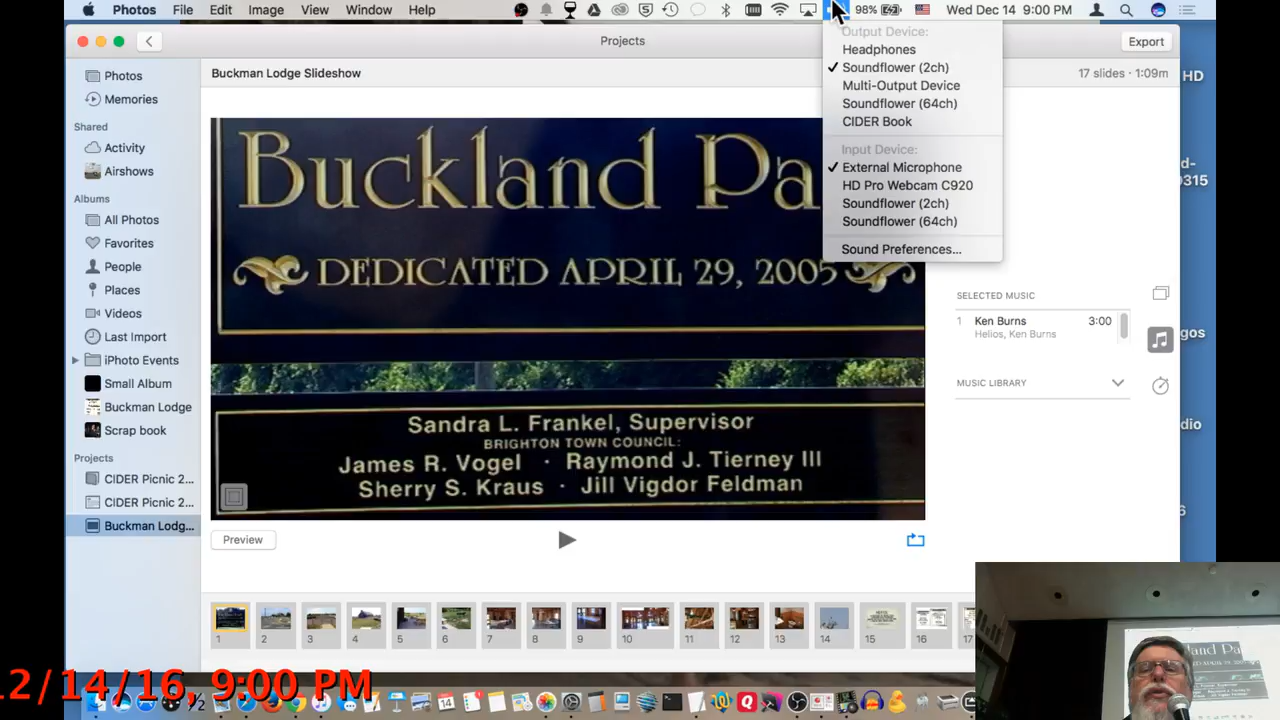 Photos File Edit Image View Window Help 98% Wed Dec 14 9:00 PM
Projects
Export
Photos
Memories
Shared
Activity
Airshows
Albums
All Photos
Favorites
People
Places
Videos
Last Import
iPhoto Events
Small Album
Buckman Lodge
Scrap book
Projects
CIDER Picnic 2...
CIDER Picnic 2...
Buckman Lodg...
Buckman Lodge Slideshow
17 slides · 1:09m
Buckland Pa
DEDICATED APRIL 29, 2005
Sandra L. Frankel, Supervisor
BRIGHTON TOWN COUNCIL:
James R. Vogel · Raymond J. Tierney III
Sherry S. Kraus · Jill Vigdor Feldman
Output Device:
Headphones
Soundflower (2ch)
Multi-Output Device
Soundflower (64ch)
CIDER Book
Input Device:
External Microphone
HD Pro Webcam C920
Soundflower (2ch)
Soundflower (64ch)
Sound Preferences...
SELECTED MUSIC
1 Ken Burns 3:00
Helios, Ken Burns
MUSIC LIBRARY
HD
d-
0315
gos
dio
6
Preview
1 2 3 4 5 6 7 8 9 10 11 12 13 14 15 16 17
12/14/16, 9:00 PM